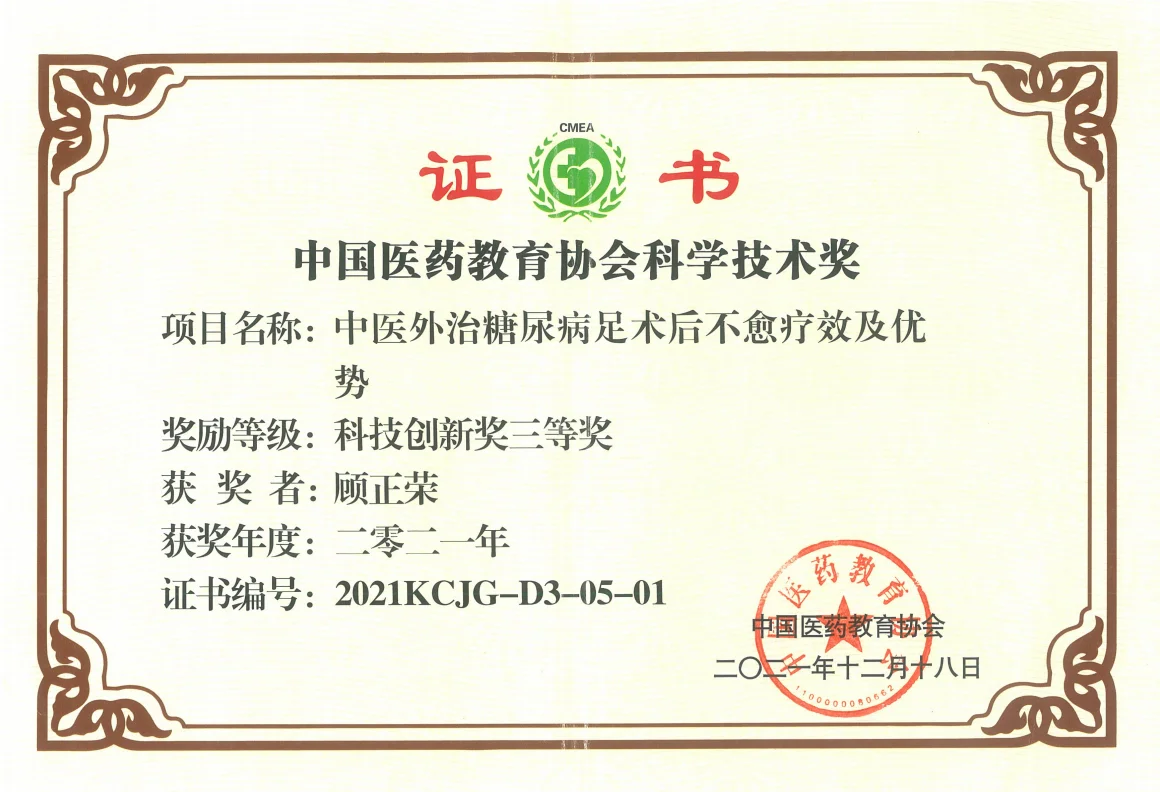 CMEA
证 书
中国医药教育协会科学技术奖
项目名称：中医外治糖尿病足术后不愈疗效及优
势
奖励等级：科技创新奖三等奖
获 奖 者：顾正荣
获奖年度：二零二一年
证书编号：2021KCJG-D3-05-01
中国医药教育协会
中国医药教育协会
二〇二一年十二月十八日